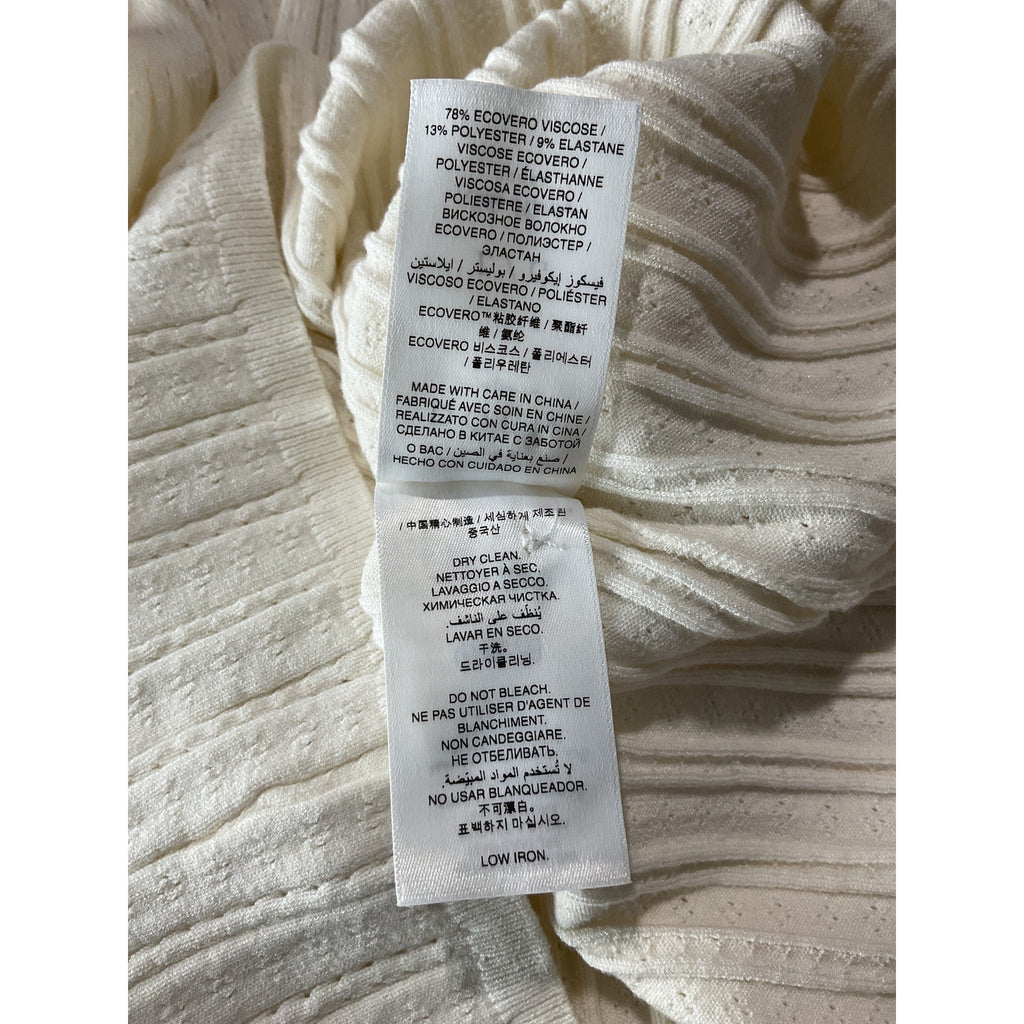 78% ECOVERO VISCOSE /
13% POLYESTER / 9% ELASTANE
VISCOSE ECOVERO /
POLYESTER / ÉLASTHANNE
VISCOSA ECOVERO /
POLIESTERE / ELASTAN
ВИСКОЗНОЕ ВОЛОКНО
ECOVERO / ПОЛИЭСТЕР /
ЭЛАСТАН
فيسكوز إيكوفيرو / بوليستر / ايلاستين
VISCOSO ECOVERO / POLIÉSTER
/ ELASTANO
ECOVERO™粘胶纤维 / 聚酯纤
维 / 氨纶
ECOVERO 비스코스 / 폴리에스터
/ 폴리우레탄
MADE WITH CARE IN CHINA /
FABRIQUÉ AVEC SOIN EN CHINE /
REALIZZATO CON CURA IN CINA /
СДЕЛАНО В КИТАЕ С ЗАБОТОЙ
О ВАС / صنع بعناية في الصين /
HECHO CON CUIDADO EN CHINA
/ 中国精心制造 / 세심하게 제조된
중국산
DRY CLEAN.
NETTOYER À SEC.
LAVAGGIO A SECCO.
ХИМИЧЕСКАЯ ЧИСТКА.
يُنظّف على الناشف.
LAVAR EN SECO.
干洗。
드라이클리닝.
DO NOT BLEACH.
NE PAS UTILISER D'AGENT DE
BLANCHIMENT.
NON CANDEGGIARE.
НЕ ОТБЕЛИВАТЬ.
لا تُستخدم المواد المبيّضة.
NO USAR BLANQUEADOR.
不可漂白。
표백하지 마십시오.
LOW IRON.